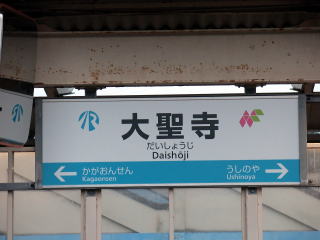 大聖寺
だいしょうじ
Daishōji
かがおんせん
Kagaonsen
うしのや
Ushinoya